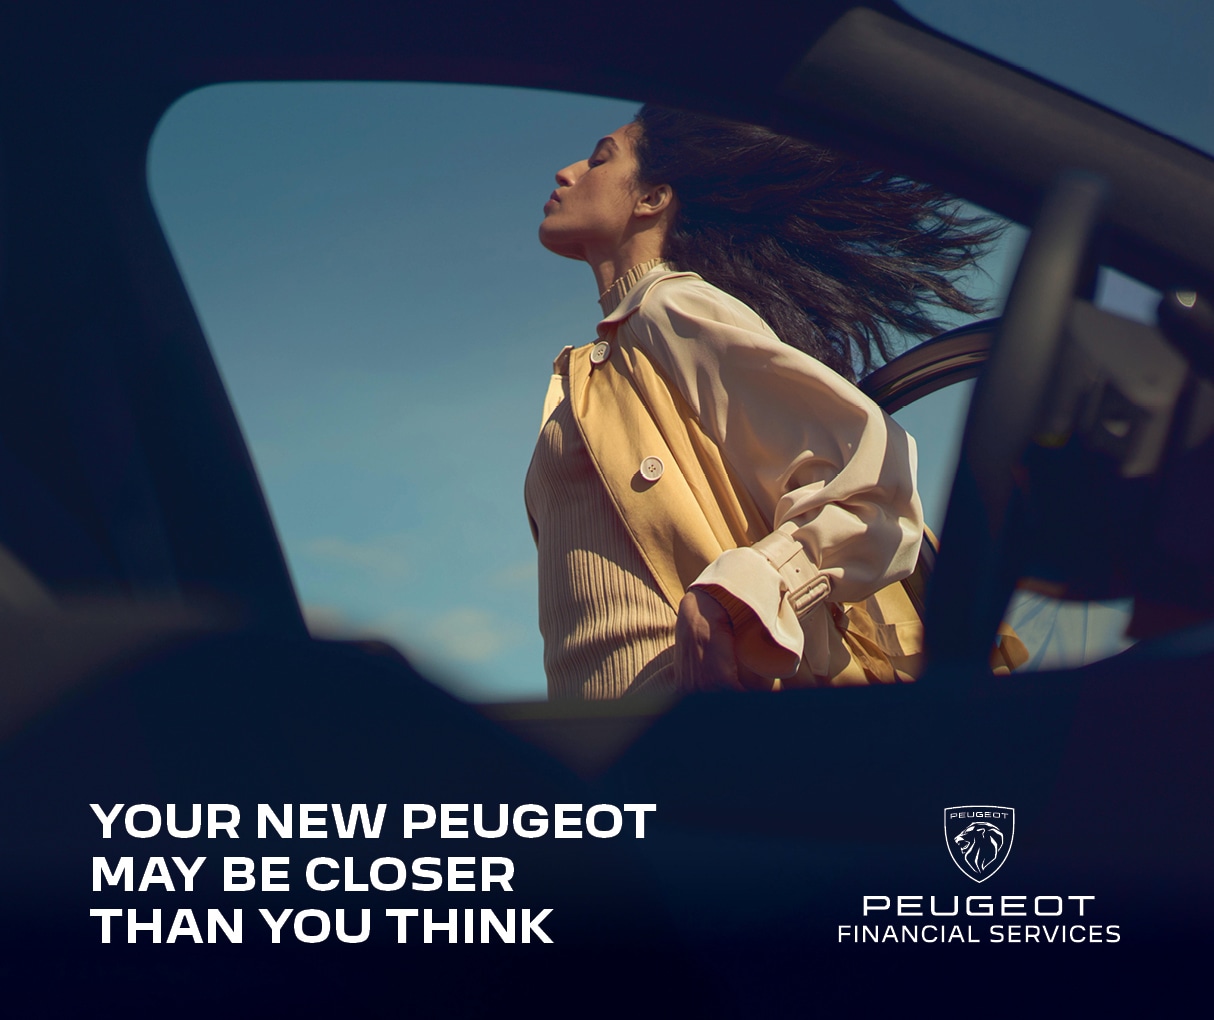 YOUR NEW PEUGEOT
MAY BE CLOSER
THAN YOU THINK
PEUGEOT
PEUGEOT
FINANCIAL SERVICES